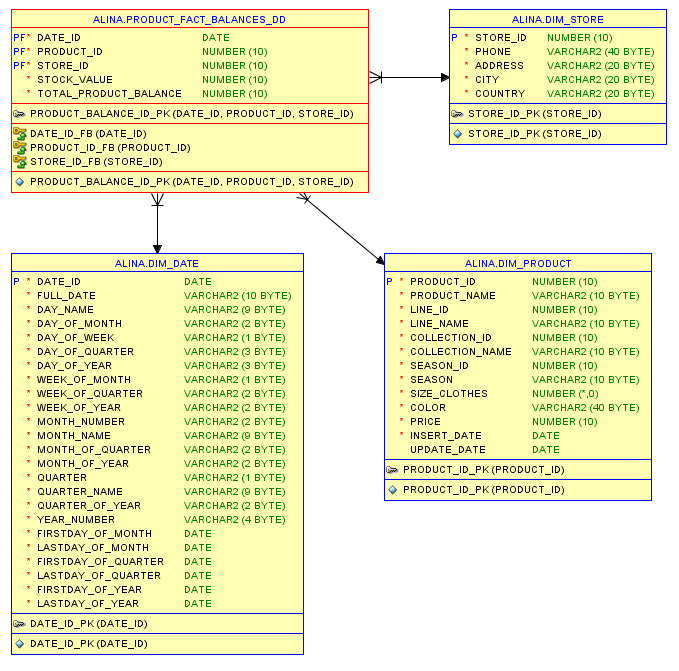 ALINA.PRODUCT_FACT_BALANCES_DD
PF* DATE_ID DATE
PF* PRODUCT_ID NUMBER (10)
PF* STORE_ID NUMBER (10)
* STOCK_VALUE NUMBER (10)
* TOTAL_PRODUCT_BALANCE NUMBER (10)
PRODUCT_BALANCE_ID_PK (DATE_ID, PRODUCT_ID, STORE_ID)
DATE_ID_FB (DATE_ID)
PRODUCT_ID_FB (PRODUCT_ID)
STORE_ID_FB (STORE_ID)
PRODUCT_BALANCE_ID_PK (DATE_ID, PRODUCT_ID, STORE_ID)
ALINA.DIM_STORE
P * STORE_ID NUMBER (10)
* PHONE VARCHAR2 (40 BYTE)
* ADDRESS VARCHAR2 (20 BYTE)
* CITY VARCHAR2 (20 BYTE)
* COUNTRY VARCHAR2 (20 BYTE)
STORE_ID_PK (STORE_ID)
STORE_ID_PK (STORE_ID)
ALINA.DIM_DATE
P * DATE_ID DATE
* FULL_DATE VARCHAR2 (10 BYTE)
* DAY_NAME VARCHAR2 (9 BYTE)
* DAY_OF_MONTH VARCHAR2 (2 BYTE)
* DAY_OF_WEEK VARCHAR2 (1 BYTE)
* DAY_OF_QUARTER VARCHAR2 (3 BYTE)
* DAY_OF_YEAR VARCHAR2 (3 BYTE)
* WEEK_OF_MONTH VARCHAR2 (1 BYTE)
* WEEK_OF_QUARTER VARCHAR2 (2 BYTE)
* WEEK_OF_YEAR VARCHAR2 (2 BYTE)
* MONTH_NUMBER VARCHAR2 (2 BYTE)
* MONTH_NAME VARCHAR2 (9 BYTE)
* MONTH_OF_QUARTER VARCHAR2 (2 BYTE)
* MONTH_OF_YEAR VARCHAR2 (2 BYTE)
* QUARTER VARCHAR2 (1 BYTE)
* QUARTER_NAME VARCHAR2 (9 BYTE)
* QUARTER_OF_YEAR VARCHAR2 (2 BYTE)
* YEAR_NUMBER VARCHAR2 (4 BYTE)
* FIRSTDAY_OF_MONTH DATE
* LASTDAY_OF_MONTH DATE
* FIRSTDAY_OF_QUARTER DATE
* LASTDAY_OF_QUARTER DATE
* FIRSTDAY_OF_YEAR DATE
* LASTDAY_OF_YEAR DATE
DATE_ID_PK (DATE_ID)
DATE_ID_PK (DATE_ID)
ALINA.DIM_PRODUCT
P * PRODUCT_ID NUMBER (10)
* PRODUCT_NAME VARCHAR2 (10 BYTE)
* LINE_ID NUMBER (10)
* LINE_NAME VARCHAR2 (10 BYTE)
* COLLECTION_ID NUMBER (10)
* COLLECTION_NAME VARCHAR2 (10 BYTE)
* SEASON_ID NUMBER (10)
* SEASON VARCHAR2 (10 BYTE)
* SIZE_CLOTHES NUMBER (*,0)
* COLOR VARCHAR2 (40 BYTE)
* PRICE NUMBER (10)
* INSERT_DATE DATE
UPDATE_DATE DATE
PRODUCT_ID_PK (PRODUCT_ID)
PRODUCT_ID_PK (PRODUCT_ID)